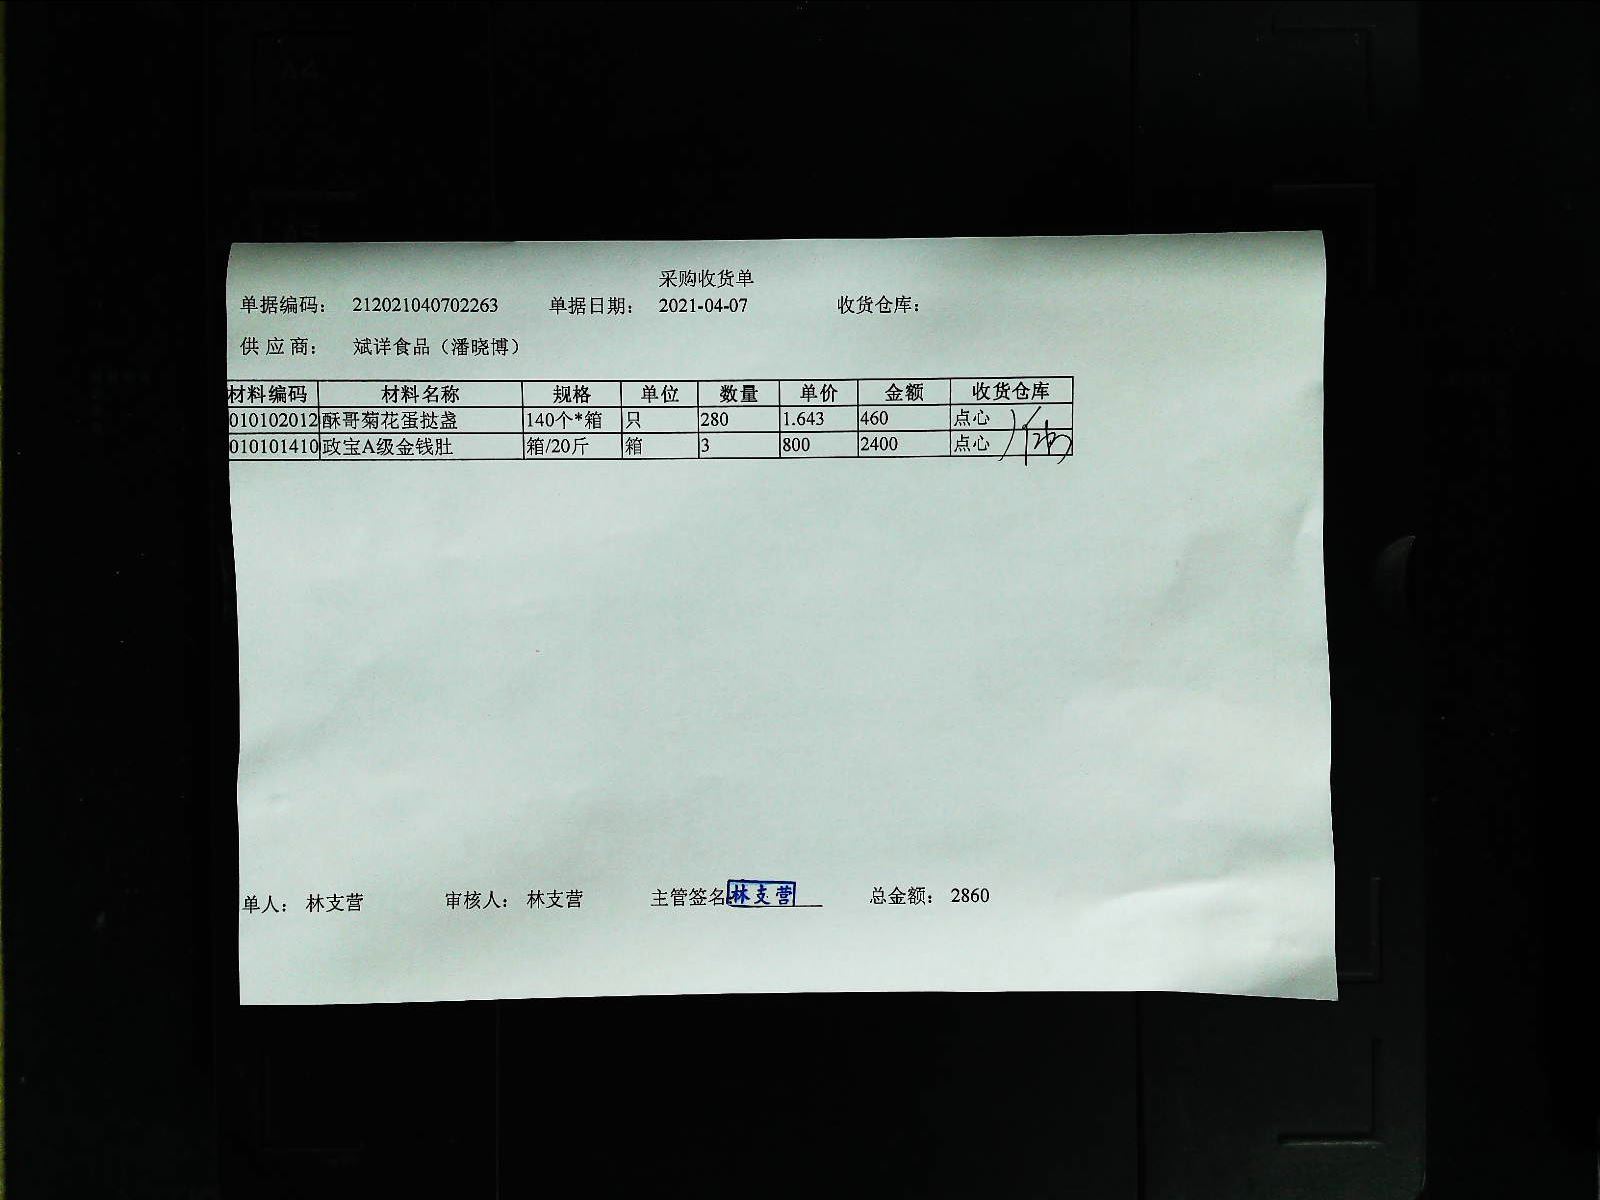 采购收货单
单据编码： 212021040702263 单据日期： 2021-04-07 收货仓库：
供 应 商： 斌详食品（潘晓博）
材料编码 材料名称 规格 单位 数量 单价 金额 收货仓库
010102012 酥哥菊花蛋挞盏 140个*箱 只 280 1.643 460 点心
010101410 政宝A级金钱肚 箱/20斤 箱 3 800 2400 点心
单人： 林支营 审核人： 林支营 主管签名: 林支营 总金额： 2860